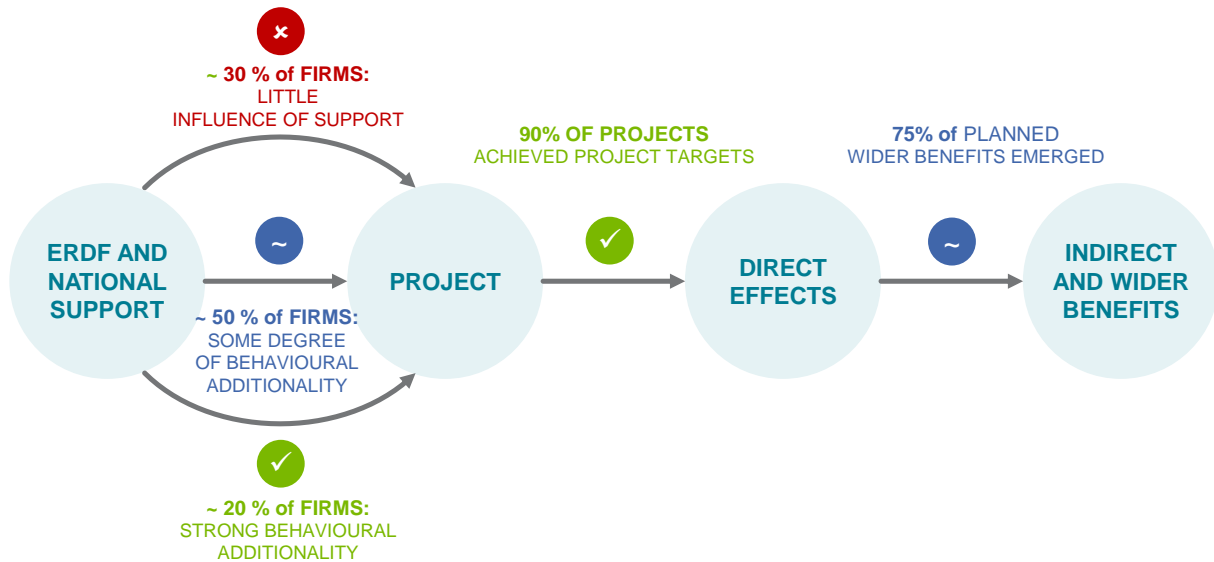 ~ 30 % of FIRMS:
LITTLE
INFLUENCE OF SUPPORT
90% OF PROJECTS
ACHIEVED PROJECT TARGETS
75% of PLANNED
WIDER BENEFITS EMERGED
ERDF AND
NATIONAL
SUPPORT
~
PROJECT
DIRECT
EFFECTS
~
INDIRECT
AND WIDER
BENEFITS
~ 50 % of FIRMS:
SOME DEGREE
OF BEHAVIOURAL
ADDITIONALITY
~ 20 % of FIRMS:
STRONG BEHAVIOURAL
ADDITIONALITY